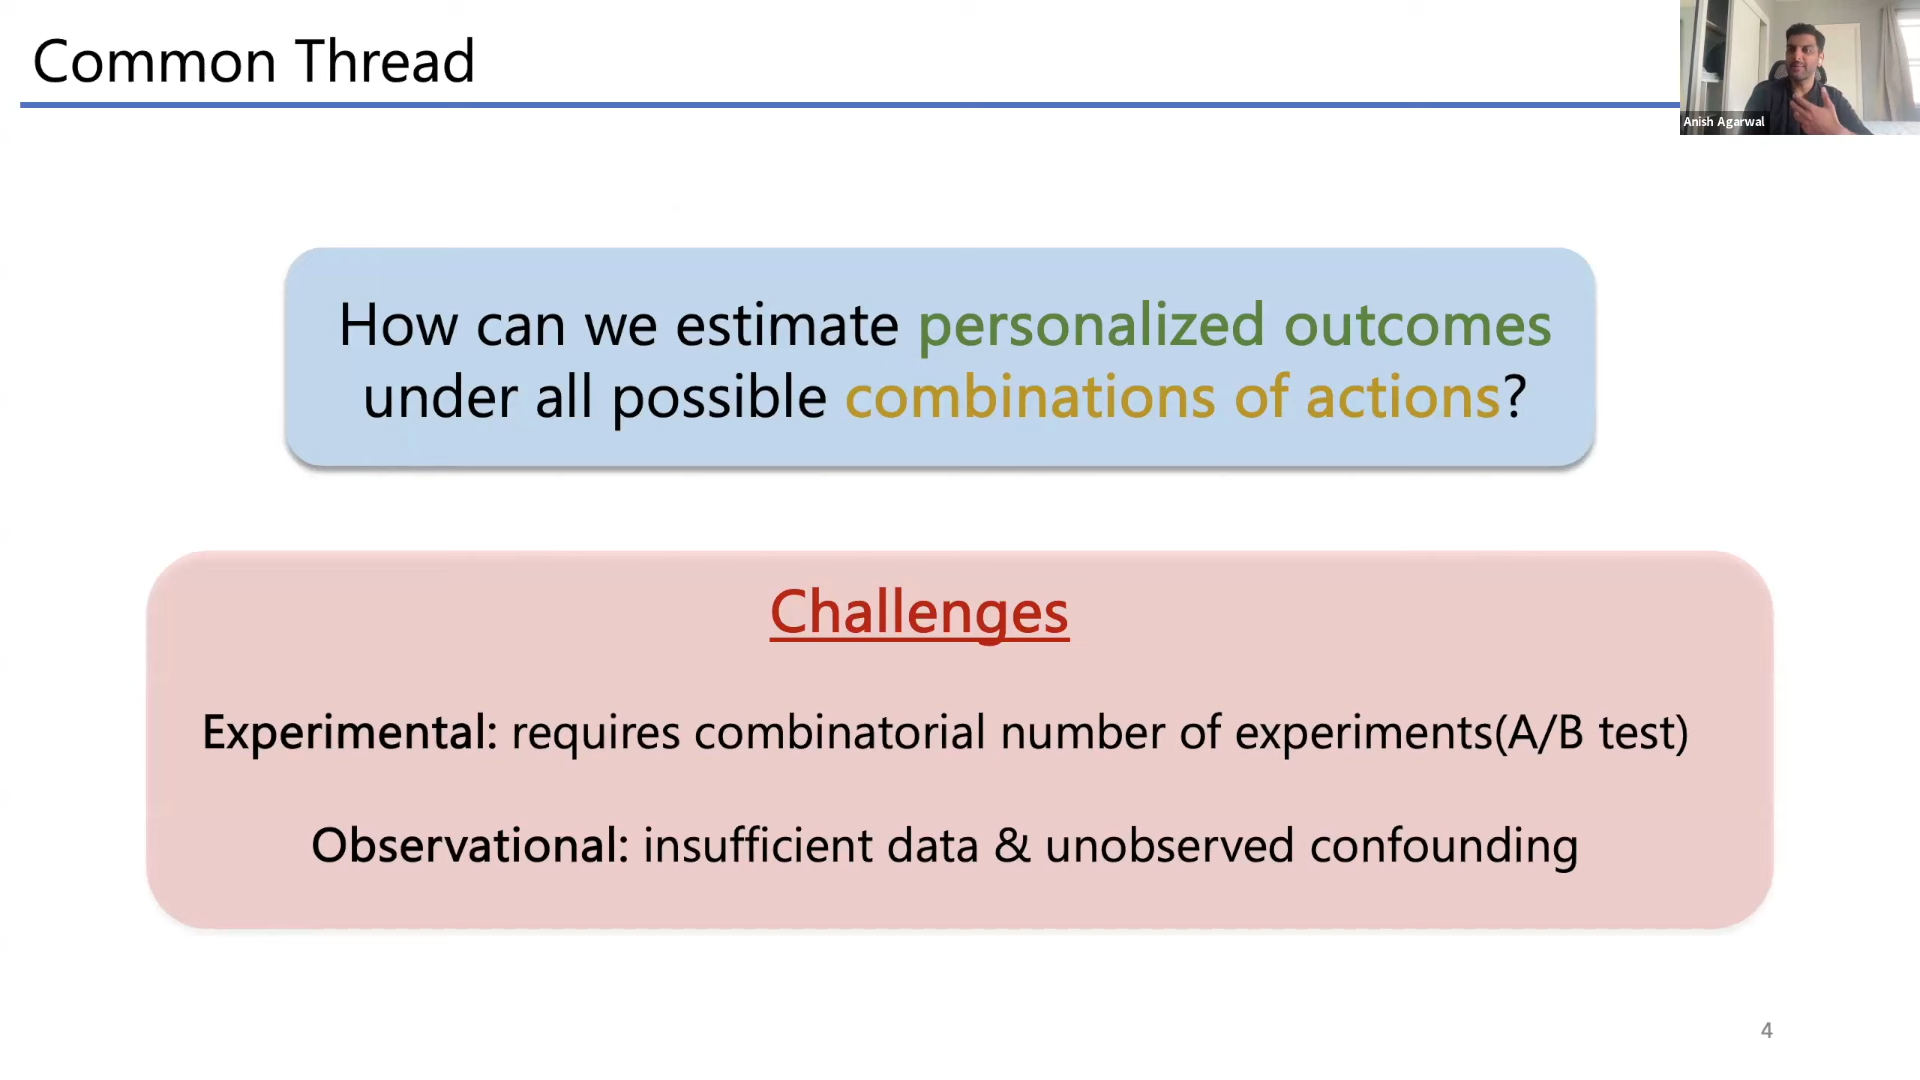 Common Thread
Anish Agarwal
How can we estimate personalized outcomes
under all possible combinations of actions?
Challenges
Experimental: requires combinatorial number of experiments(A/B test)
Observational: insufficient data & unobserved confounding
4